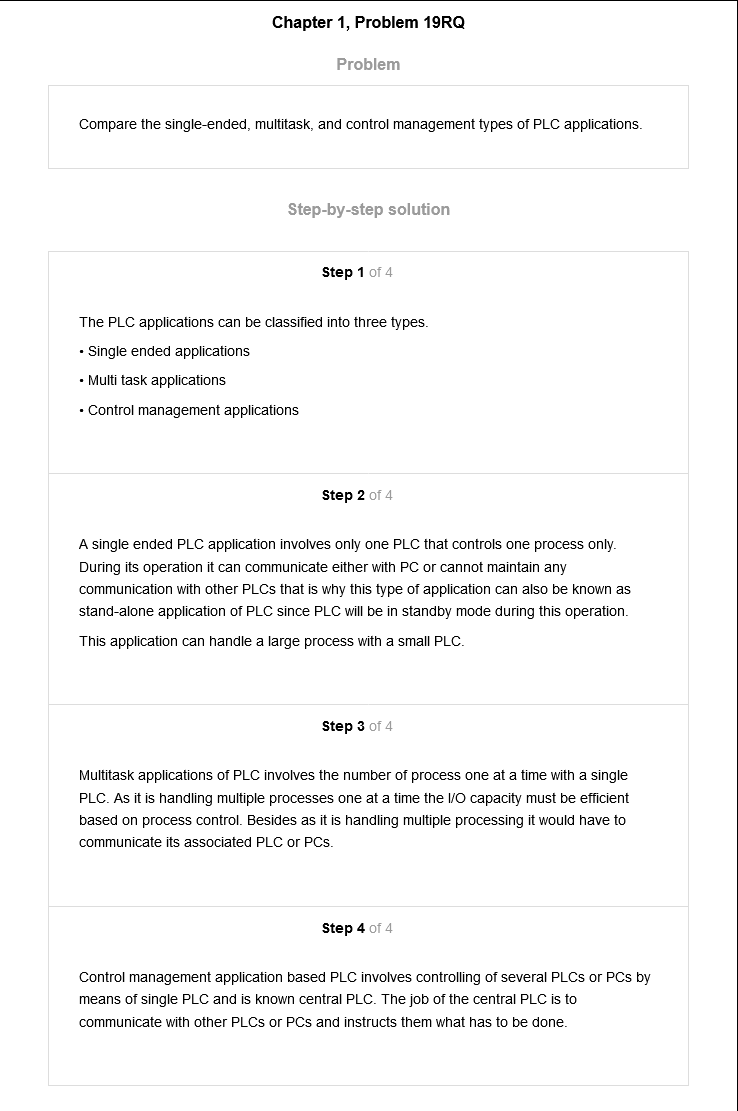 Chapter 1, Problem 19RQ
Problem
Compare the single-ended, multitask, and control management types of PLC applications.
Step-by-step solution
Step 1 of 4
The PLC applications can be classified into three types.
• Single ended applications
• Multi task applications
• Control management applications
Step 2 of 4
A single ended PLC application involves only one PLC that controls one process only.
During its operation it can communicate either with PC or cannot maintain any
communication with other PLCs that is why this type of application can also be known as
stand-alone application of PLC since PLC will be in standby mode during this operation.
This application can handle a large process with a small PLC.
Step 3 of 4
Multitask applications of PLC involves the number of process one at a time with a single
PLC. As it is handling multiple processes one at a time the I/O capacity must be efficient
based on process control. Besides as it is handling multiple processing it would have to
communicate its associated PLC or PCs.
Step 4 of 4
Control management application based PLC involves controlling of several PLCs or PCs by
means of single PLC and is known central PLC. The job of the central PLC is to
communicate with other PLCs or PCs and instructs them what has to be done.